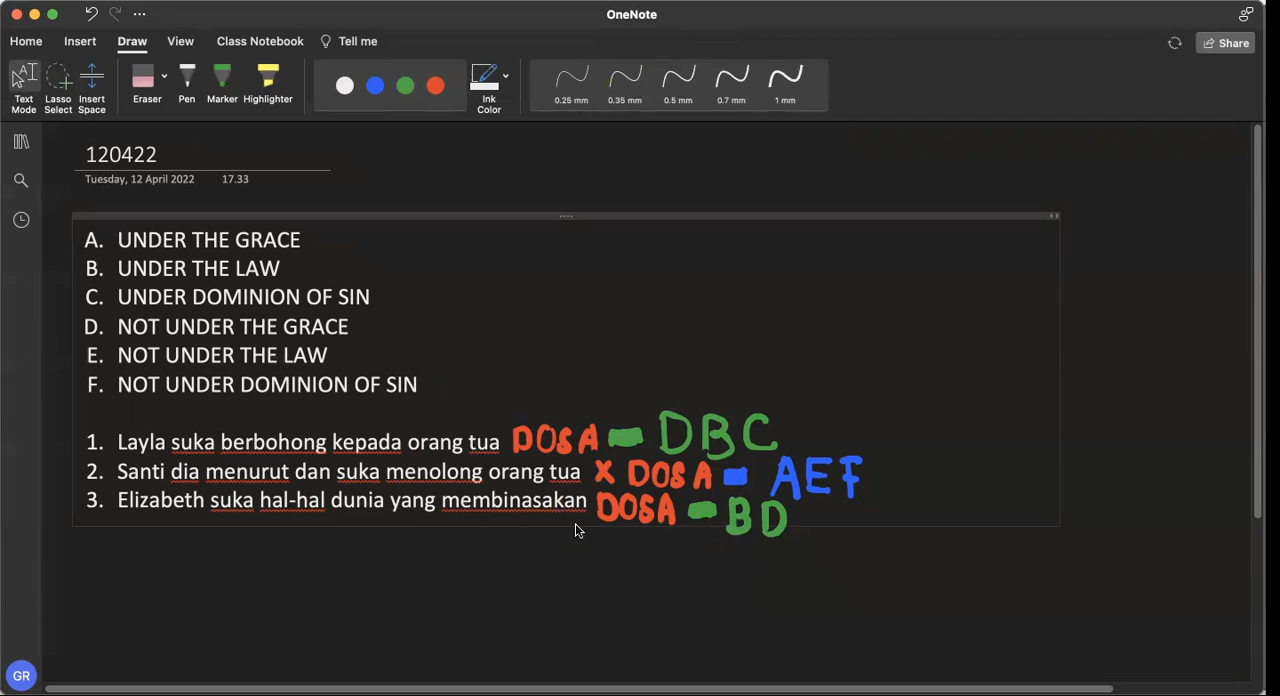 OneNote
Home Insert Draw View Class Notebook Tell me Share
Text Mode Lasso Select Insert Space Eraser Pen Marker Highlighter Ink Color 0.25 mm 0.35 mm 0.5 mm 0.7 mm 1 mm
120422
Tuesday, 12 April 2022 17.33
A. UNDER THE GRACE
B. UNDER THE LAW
C. UNDER DOMINION OF SIN
D. NOT UNDER THE GRACE
E. NOT UNDER THE LAW
F. NOT UNDER DOMINION OF SIN
1. Layla suka berbohong kepada orang tua DOSA = DBC
2. Santi dia menurut dan suka menolong orang tua X DOSA = AEF
3. Elizabeth suka hal-hal dunia yang membinasakan DOSA = BD
GR